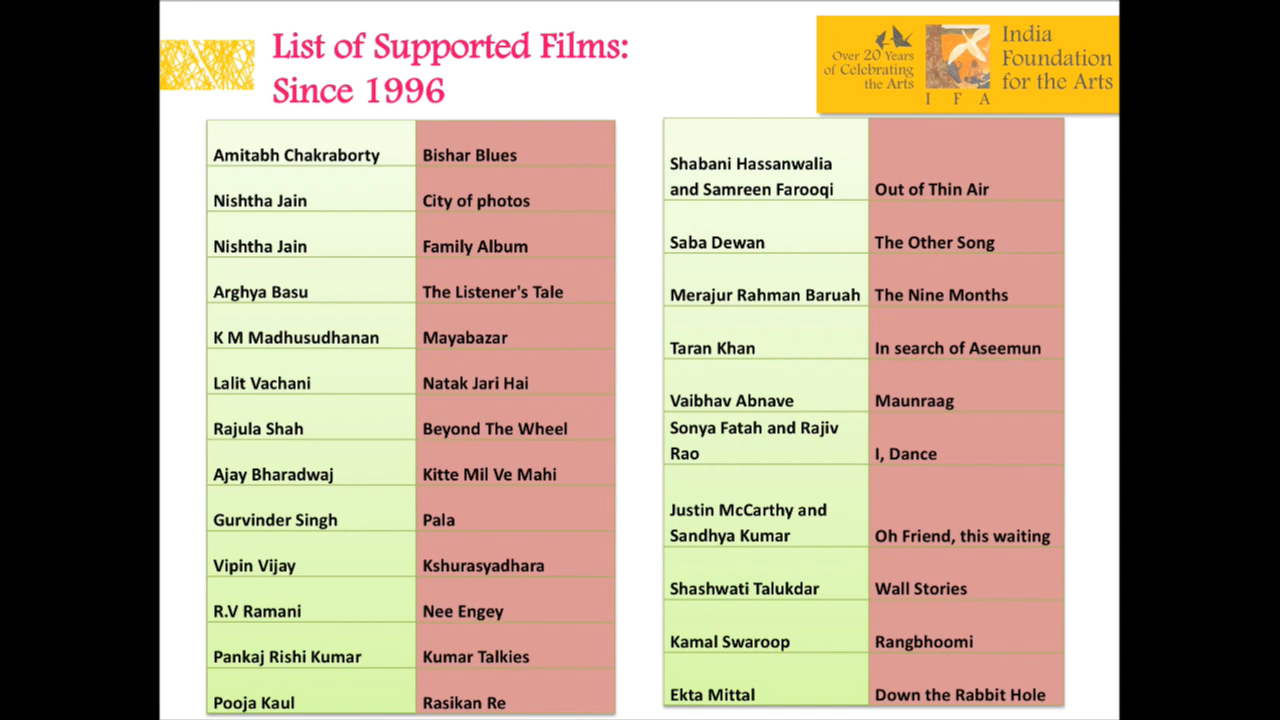 List of Supported Films:
Since 1996
Over 20 Years
of Celebrating
the Arts
I F A
India
Foundation
for the Arts
Amitabh Chakraborty Bishar Blues
Nishtha Jain City of photos
Nishtha Jain Family Album
Arghya Basu The Listener's Tale
K M Madhusudhanan Mayabazar
Lalit Vachani Natak Jari Hai
Rajula Shah Beyond The Wheel
Ajay Bharadwaj Kitte Mil Ve Mahi
Gurvinder Singh Pala
Vipin Vijay Kshurasyadhara
R.V Ramani Nee Engey
Pankaj Rishi Kumar Kumar Talkies
Pooja Kaul Rasikan Re
Shabani Hassanwalia
and Samreen Farooqi Out of Thin Air
Saba Dewan The Other Song
Merajur Rahman Baruah The Nine Months
Taran Khan In search of Aseemun
Vaibhav Abnave Maunraag
Sonya Fatah and Rajiv
Rao I, Dance
Justin McCarthy and
Sandhya Kumar Oh Friend, this waiting
Shashwati Talukdar Wall Stories
Kamal Swaroop Rangbhoomi
Ekta Mittal Down the Rabbit Hole